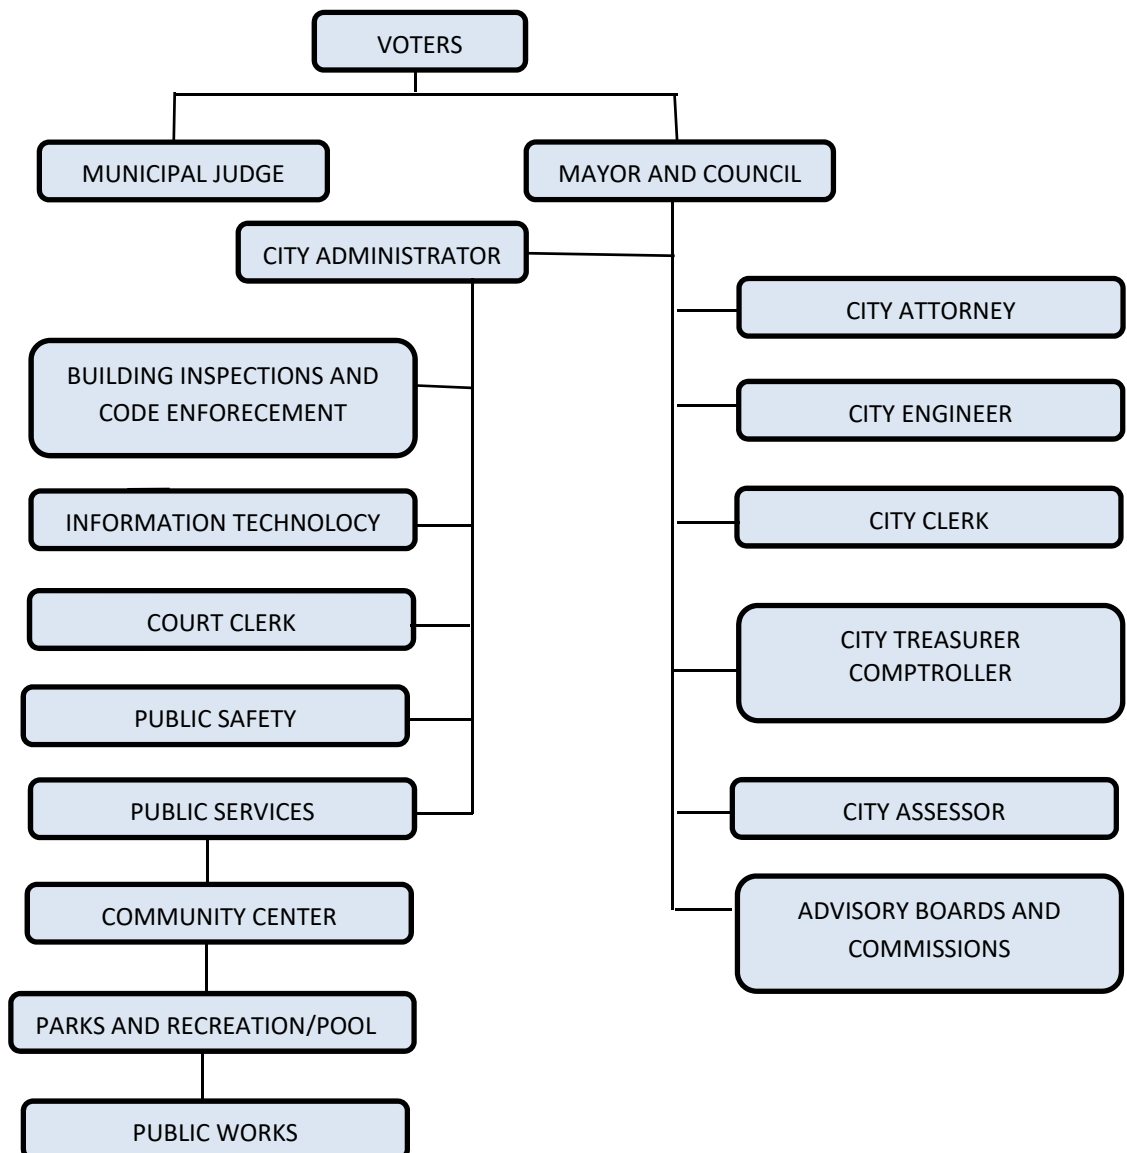 VOTERS
MUNICIPAL JUDGE
MAYOR AND COUNCIL
CITY ADMINISTRATOR
CITY ATTORNEY
BUILDING INSPECTIONS AND
CODE ENFORECEMENT
CITY ENGINEER
INFORMATION TECHNOLOCY
CITY CLERK
COURT CLERK
CITY TREASURER
COMPTROLLER
PUBLIC SAFETY
PUBLIC SERVICES
CITY ASSESSOR
COMMUNITY CENTER
ADVISORY BOARDS AND
COMMISSIONS
PARKS AND RECREATION/POOL
PUBLIC WORKS